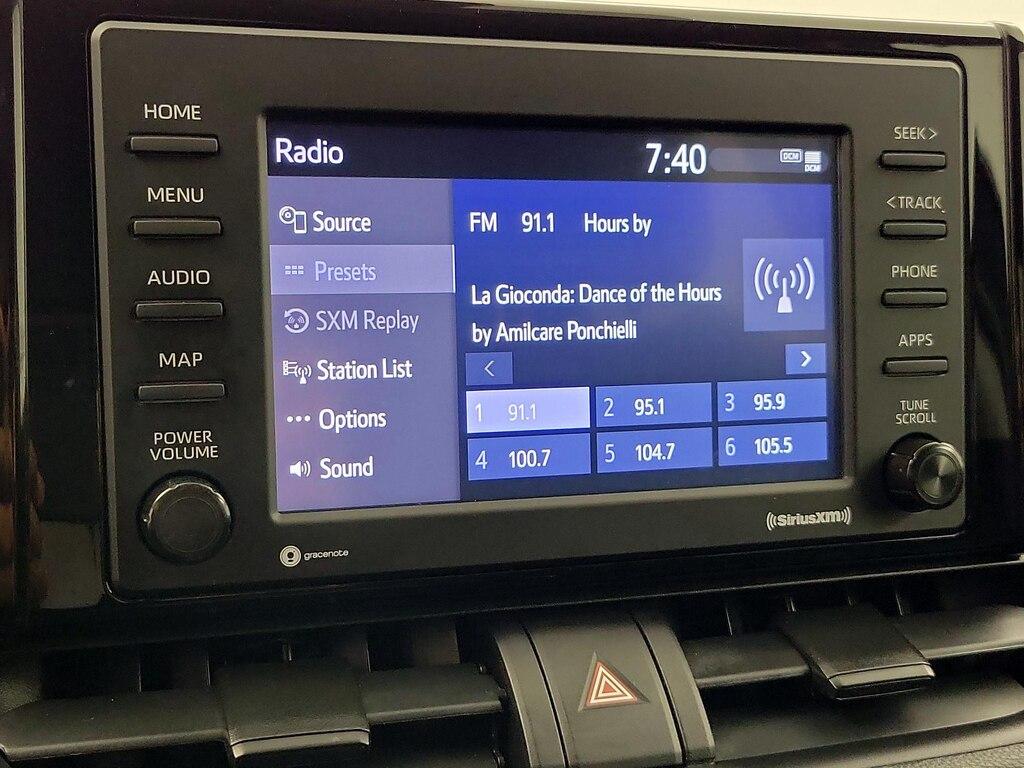 HOME
MENU
AUDIO
MAP
POWER
VOLUME
Radio
7:40
DCM
DCM
Source
Presets
SXM Replay
Station List
Options
Sound
FM 91.1 Hours by
La Gioconda: Dance of the Hours
by Amilcare Ponchielli
< >
1 91.1 2 95.1 3 95.9
4 100.7 5 104.7 6 105.5
SEEK >
< TRACK
PHONE
APPS
TUNE
SCROLL
gracenote
((SiriusXM))